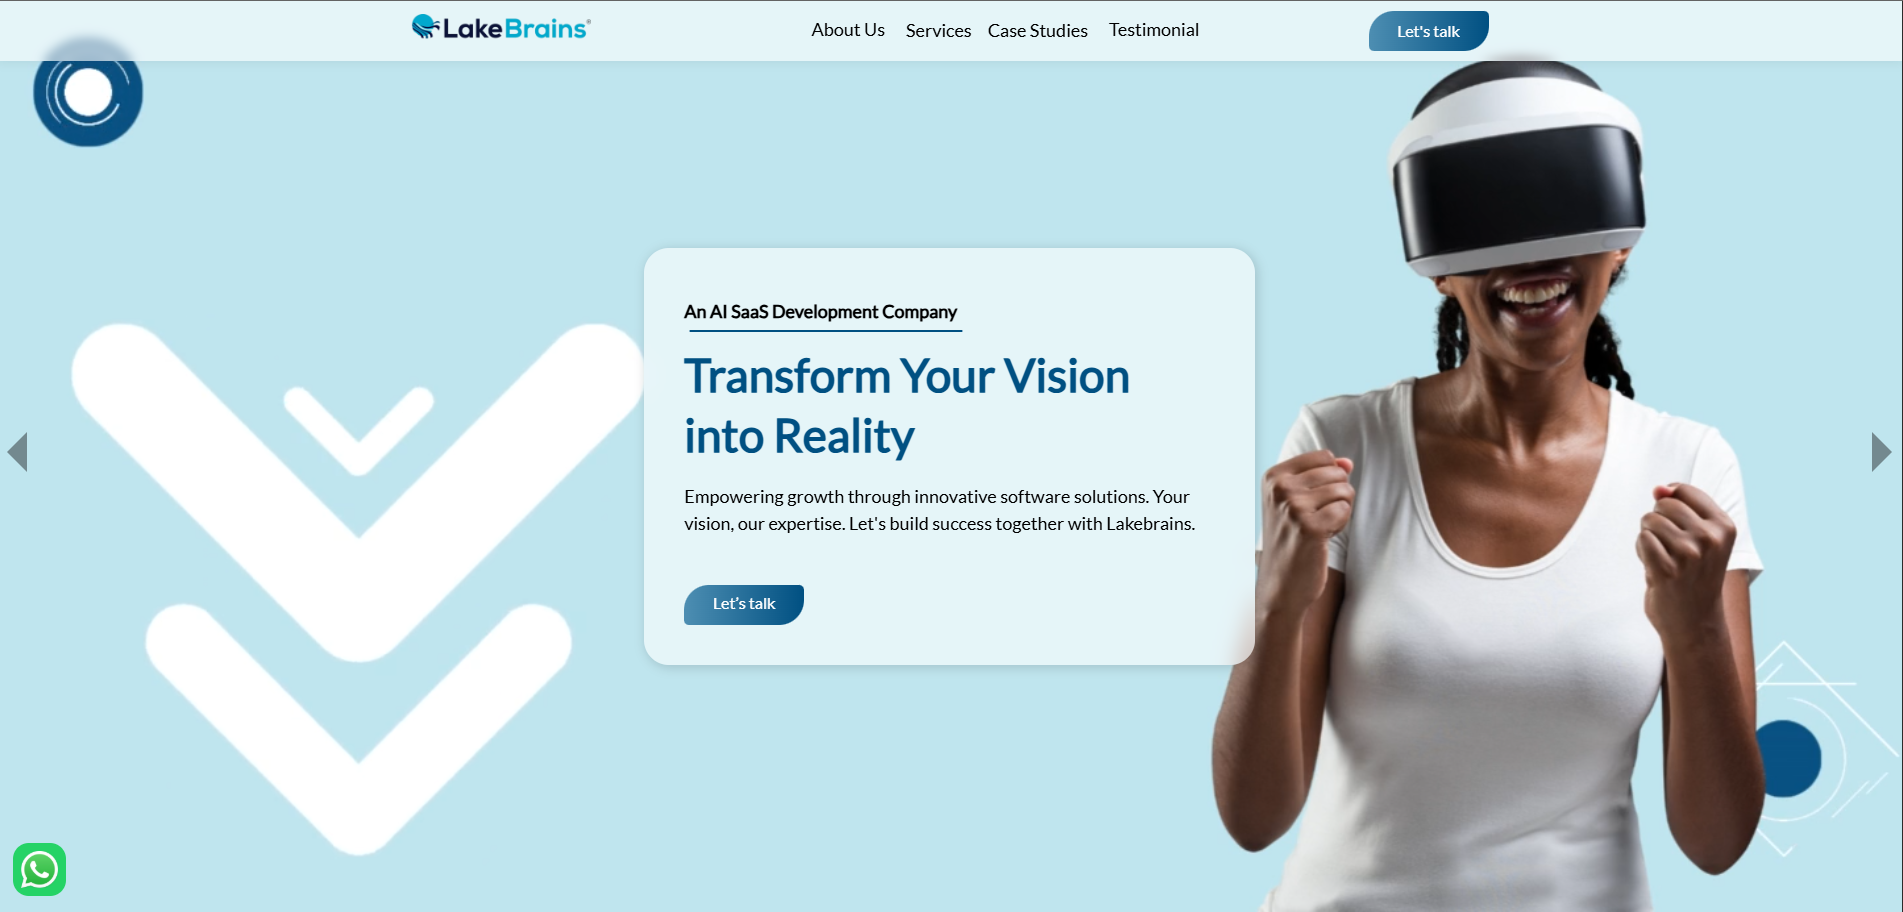 LakeBrains®
About Us
Services
Case Studies
Testimonial
Let's talk
An AI SaaS Development Company
Transform Your Vision
into Reality
Empowering growth through innovative software solutions. Your
vision, our expertise. Let's build success together with Lakebrains.
Let's talk